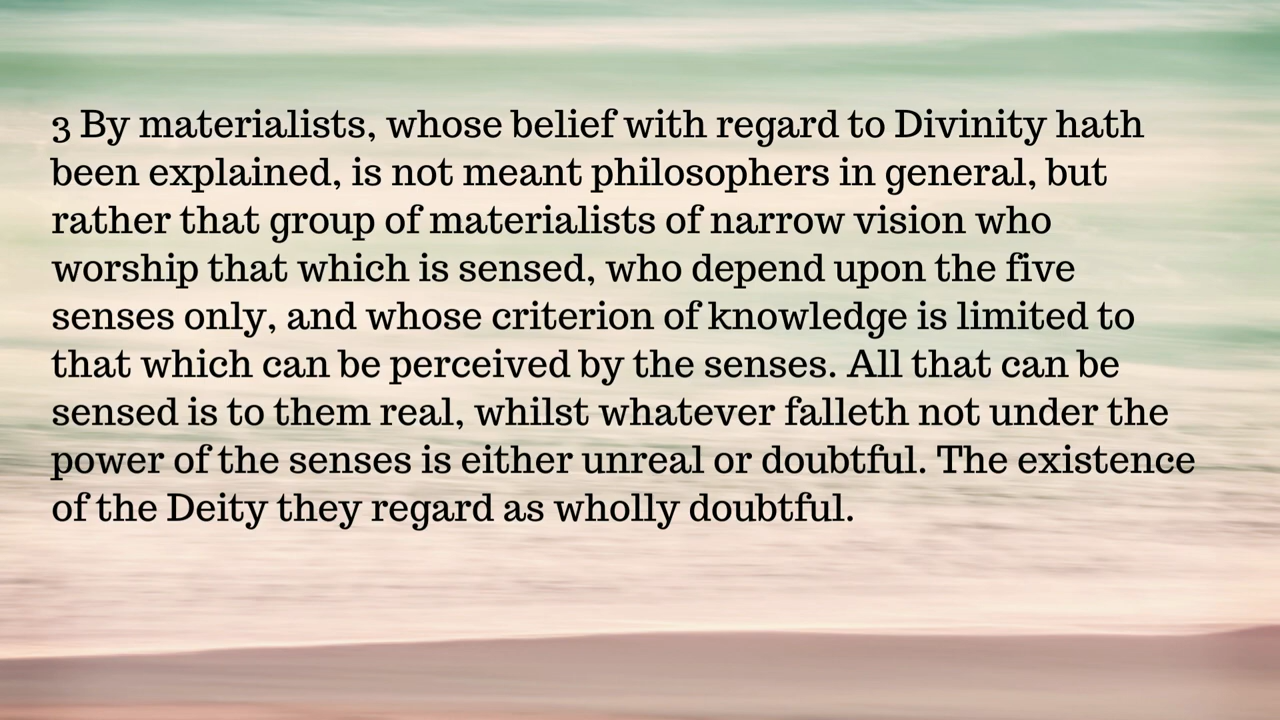 3 By materialists, whose belief with regard to Divinity hath
been explained, is not meant philosophers in general, but
rather that group of materialists of narrow vision who
worship that which is sensed, who depend upon the five
senses only, and whose criterion of knowledge is limited to
that which can be perceived by the senses. All that can be
sensed is to them real, whilst whatever falleth not under the
power of the senses is either unreal or doubtful. The existence
of the Deity they regard as wholly doubtful.